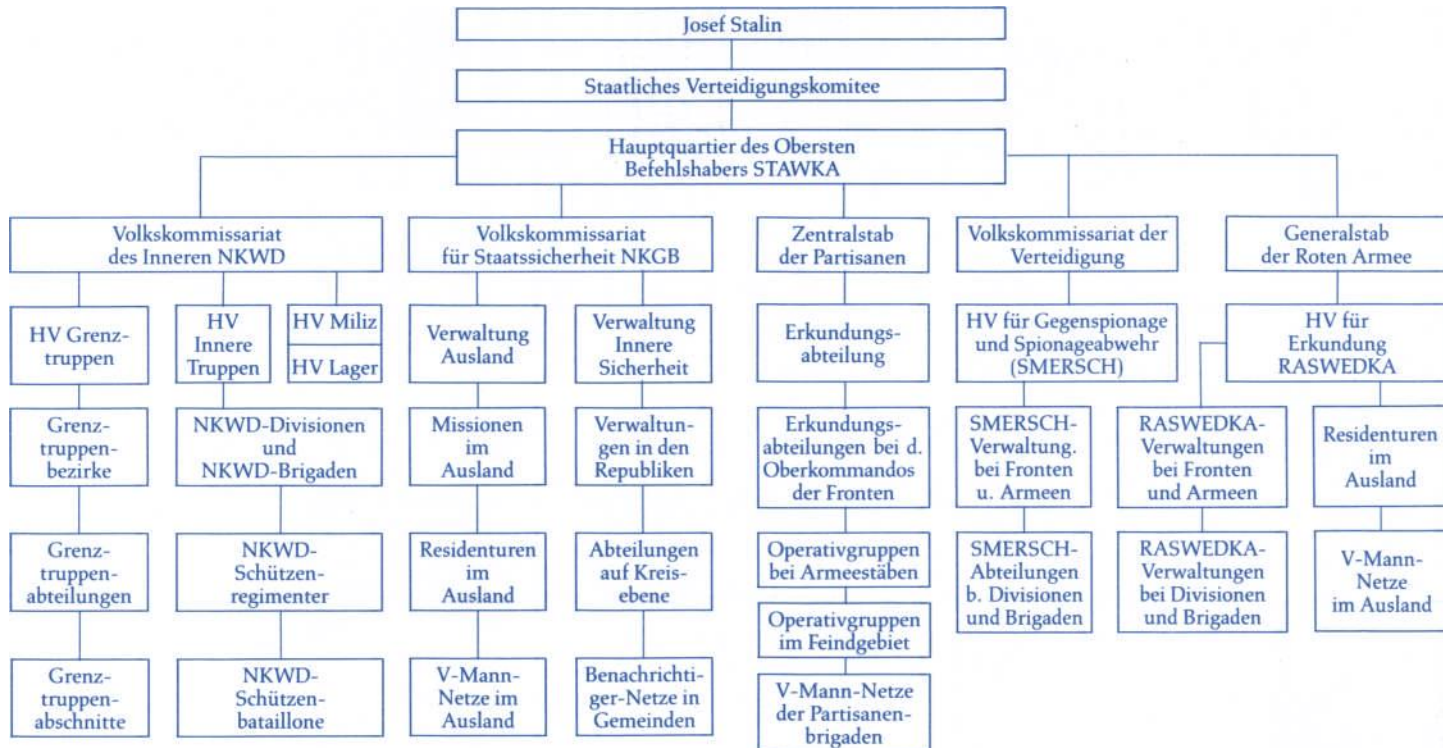 Josef Stalin
Staatliches Verteidigungskomitee
Hauptquartier des Obersten
Befehlshabers STAWKA
Volkskommissariat
des Inneren NKWD
Volkskommissariat
für Staatssicherheit NKGB
Zentralstab
der Partisanen
Volkskommissariat der
Verteidigung
Generalstab
der Roten Armee
HV Grenz-
truppen
HV
Innere
Truppen
HV Miliz
HV Lager
Verwaltung
Ausland
Verwaltung
Innere
Sicherheit
Erkundungs-
abteilung
HV für Gegenspionage
und Spionageabwehr
(SMERSCH)
HV für
Erkundung
RASWEDKA
Grenz-
truppen-
bezirke
NKWD-Divisionen
und
NKWD-Brigaden
Missionen
im
Ausland
Verwaltun-
gen in den
Republiken
Erkundungs-
abteilungen bei d.
Oberkommandos
der Fronten
SMERSCH-
Verwaltung.
bei Fronten
u. Armeen
RASWEDKA-
Verwaltungen
bei Fronten
und Armeen
Residenturen
im
Ausland
Grenz-
truppen-
abteilungen
NKWD-
Schützen-
regimenter
Residenturen
im
Ausland
Abteilungen
auf Kreis-
ebene
Operativgruppen
bei Armeestäben
SMERSCH-
Abteilungen
b. Divisionen
und Brigaden
RASWEDKA-
Verwaltungen
bei Divisionen
und Brigaden
V-Mann-
Netze
im Ausland
Operativgruppen
im Feindgebiet
Grenz-
truppen-
abschnitte
NKWD-
Schützen-
bataillone
V-Mann-
Netze im
Ausland
Benachrichti-
ger-Netze in
Gemeinden
V-Mann-Netze
der Partisanen-
brigaden